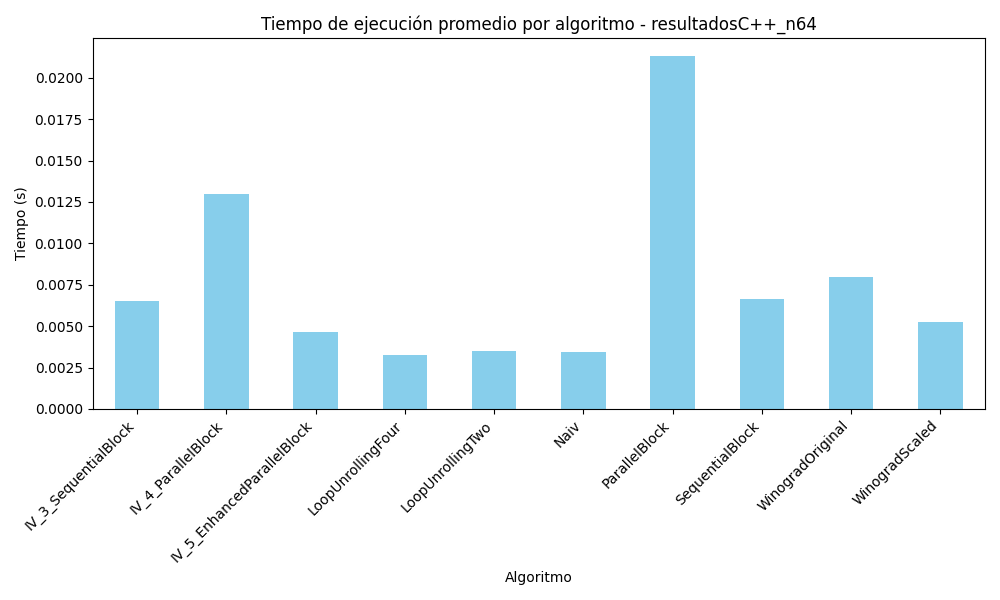 Tiempo de ejecución promedio por algoritmo - resultadosC++_n64
Tiempo (s)
0.0200
0.0175
0.0150
0.0125
0.0100
0.0075
0.0050
0.0025
0.0000
IV_3_SequentialBlock
IV_4_ParallelBlock
IV_5_EnhancedParallelBlock
LoopUnrollingFour
LoopUnrollingTwo
Naiv
ParallelBlock
SequentialBlock
WinogradOriginal
WinogradScaled
Algoritmo